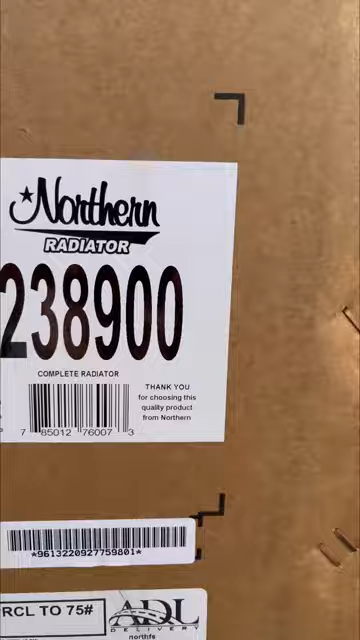 Northern
RADIATOR
238900
COMPLETE RADIATOR
THANK YOU
for choosing this
quality product
from Northern
7 85012 76007 3
*9613220927759801*
RCL TO 75#
ADL
DELIVERY
northfs